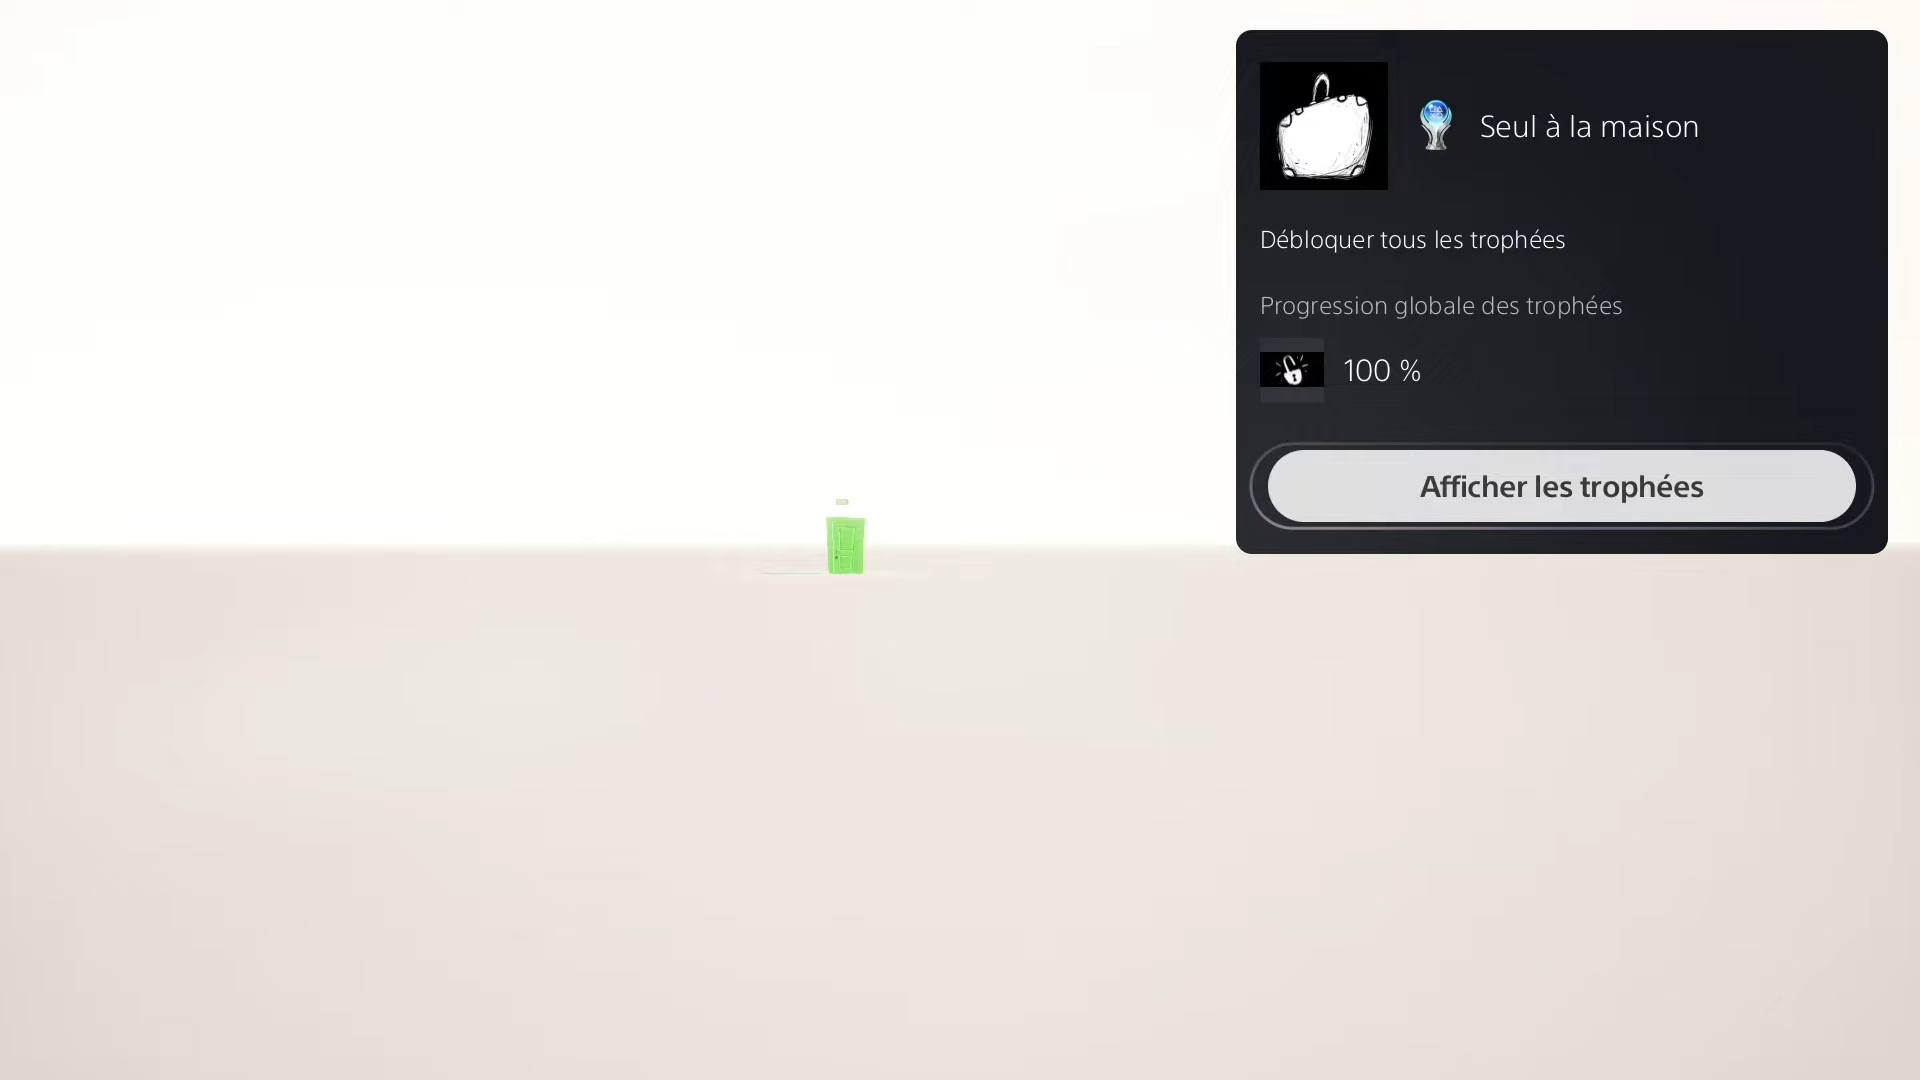 Seul à la maison
Débloquer tous les trophées
Progression globale des trophées
100 %
Afficher les trophées